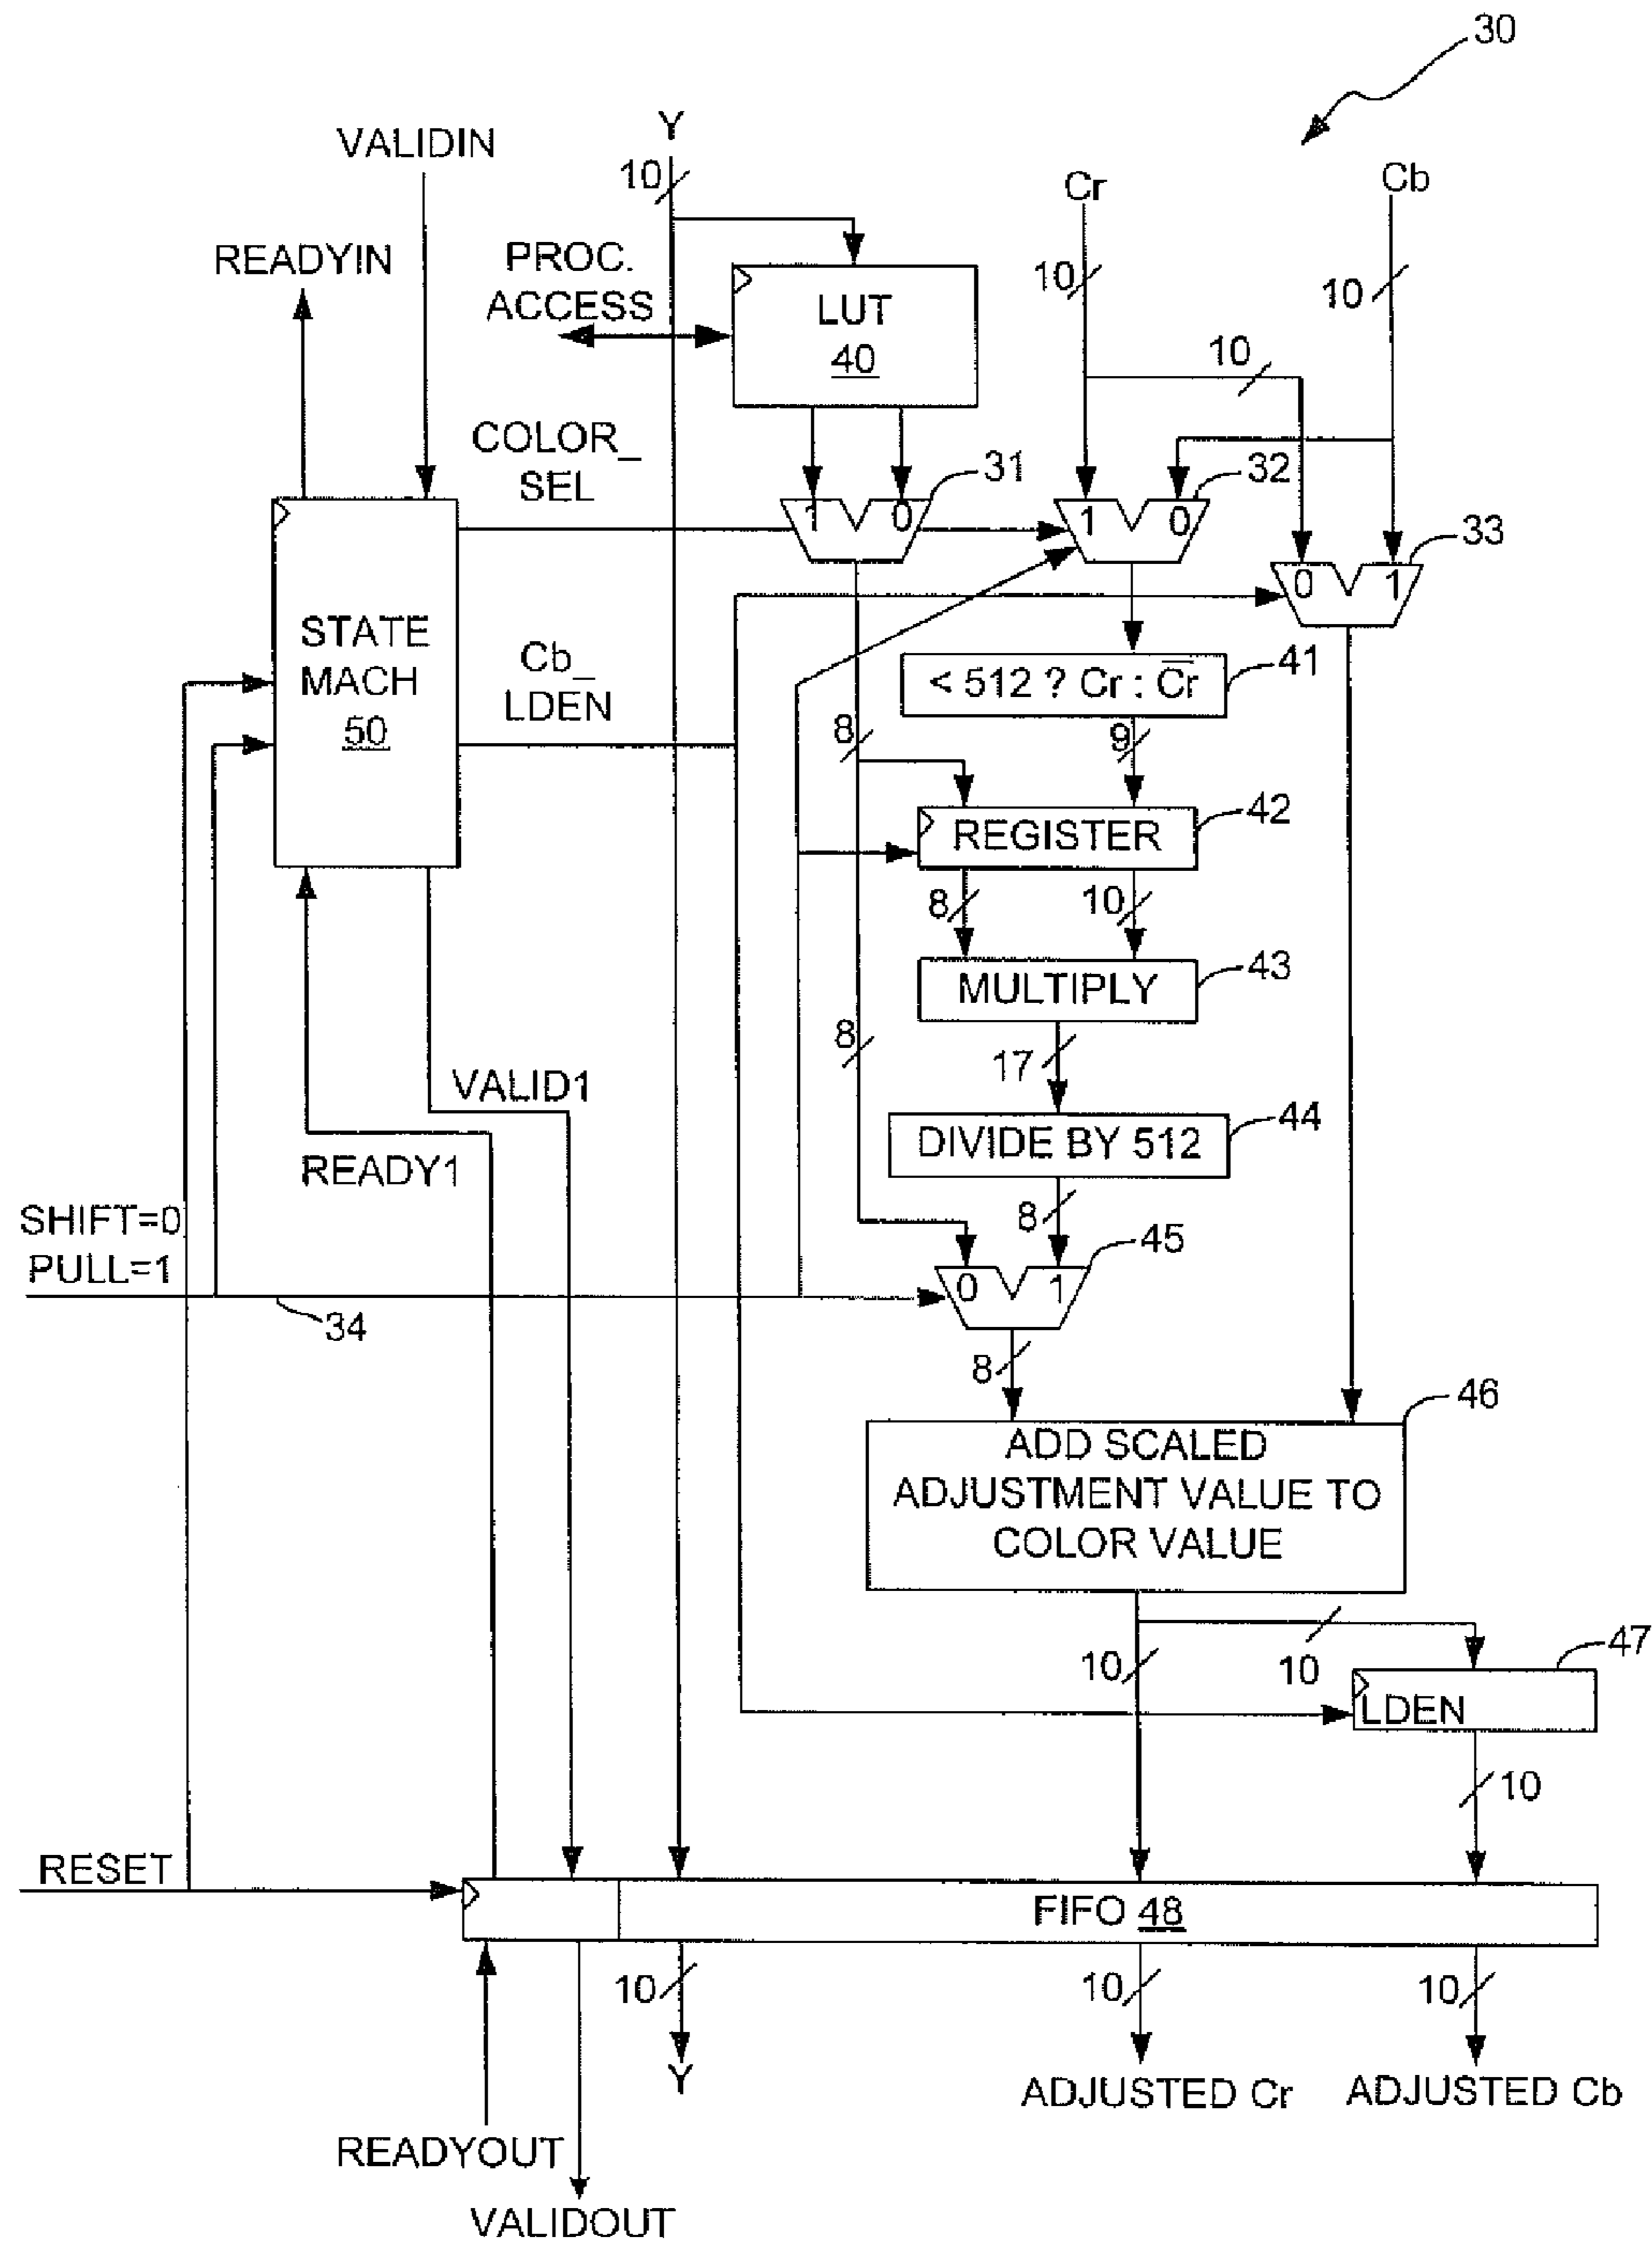 30
Y
VALIDIN
10
Cr
Cb
READYIN
PROC.
ACCESS
LUT
40
10
10
10
COLOR_
SEL
31
32
1 0
1 0
33
0 1
STATE
MACH
50
Cb_
LDEN
< 512 ? Cr : C̅r̅
41
8
9
REGISTER
42
8
10
MULTIPLY
43
8
17
VALID1
DIVIDE BY 512
44
READY1
8
SHIFT=0
PULL=1
45
0 1
34
8
46
ADD SCALED
ADJUSTMENT VALUE TO
COLOR VALUE
10
10
47
LDEN
10
RESET
FIFO 48
10
10
10
Y
ADJUSTED Cr
ADJUSTED Cb
READYOUT
VALIDOUT